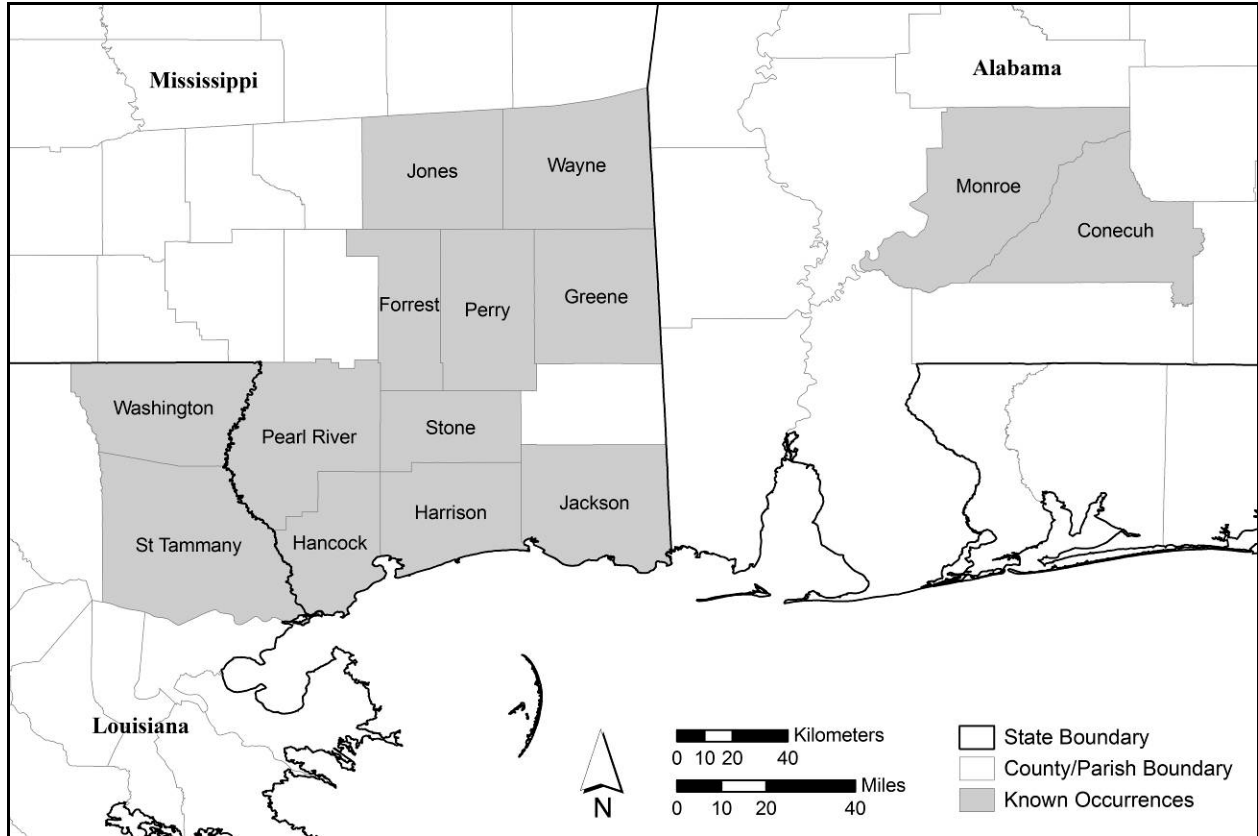 Mississippi
Alabama
Jones
Wayne
Monroe
Conecuh
Forrest
Perry
Greene
Washington
Pearl River
Stone
St Tammany
Hancock
Harrison
Jackson
Louisiana
N
Kilometers
0 10 20 40
Miles
0 10 20 40
State Boundary
County/Parish Boundary
Known Occurrences